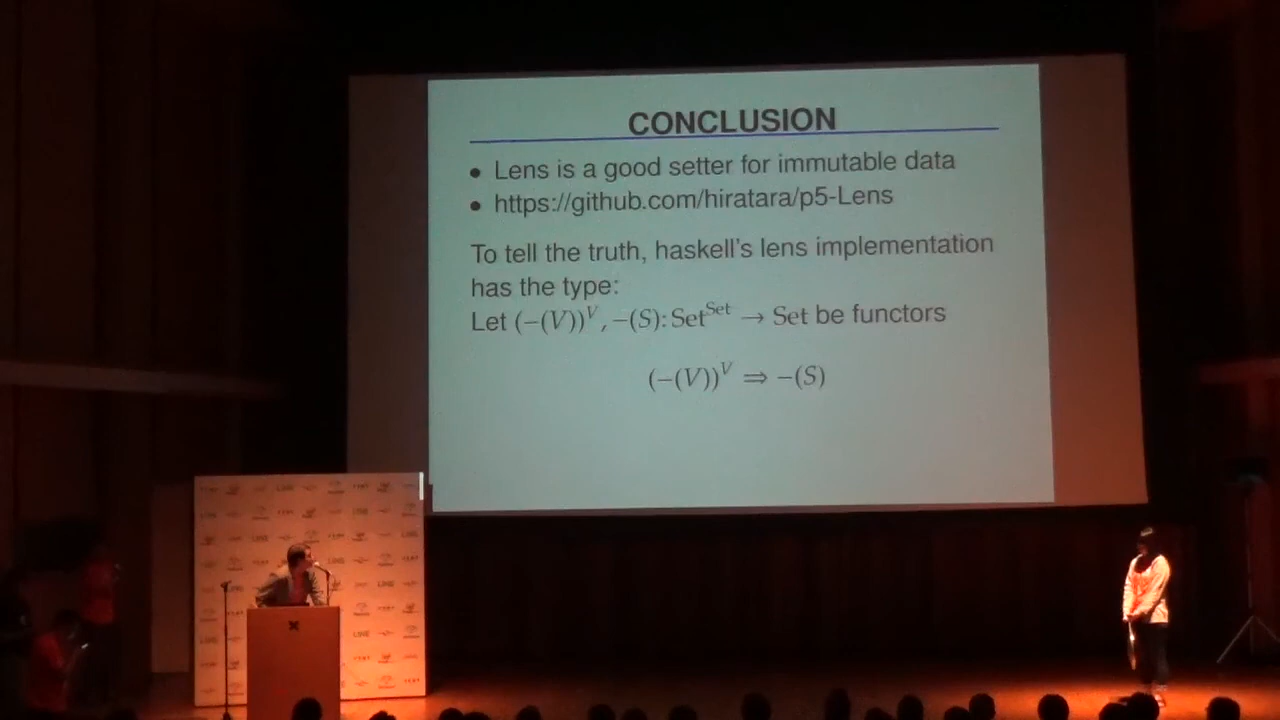 CONCLUSION
• Lens is a good setter for immutable data
• https://github.com/hiratara/p5-Lens
To tell the truth, haskell's lens implementation
has the type:
Let (−(V))^V, −(S): Set^Set → Set be functors
(−(V))^V ⇒ −(S)